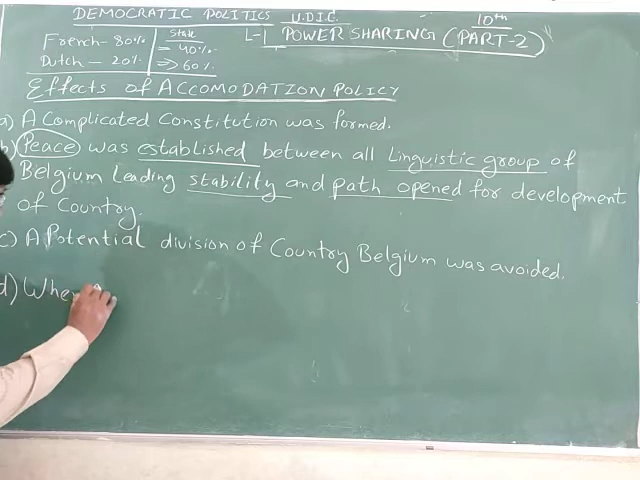 DEMOCRATIC POLITICS U.D.I.C. 10th
L-1 POWER SHARING (PART-2)
French - 80% State = 40%
Dutch — 20% ⇒ 60%
Effects of ACCOMODATION POLICY
a) A Complicated Constitution was formed.
b) Peace was established between all Linguistic group of
Belgium Leading stability and path opened for development
of Country.
c) A Potential division of Country Belgium was avoided.
d) When